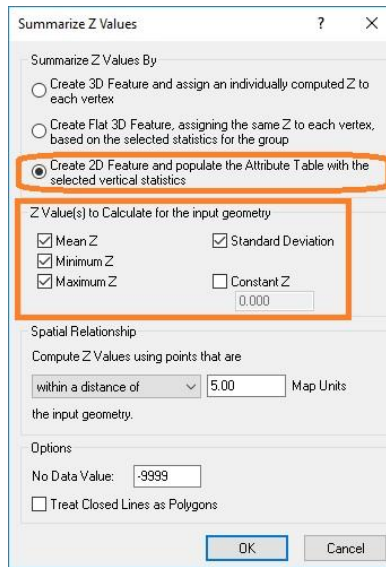 Summarize Z Values ? ×
Summarize Z Values By
Create 3D Feature and assign an individually computed Z to
each vertex
Create Flat 3D Feature, assigning the same Z to each vertex,
based on the selected statistics for the group
Create 2D Feature and populate the Attribute Table with the
selected vertical statistics
Z Value(s) to Calculate for the input geometry
Mean Z Standard Deviation
Minimum Z
Maximum Z Constant Z
0.000
Spatial Relationship
Compute Z Values using points that are
within a distance of 5.00 Map Units
the input geometry.
Options
No Data Value: -9999
Treat Closed Lines as Polygons
OK Cancel